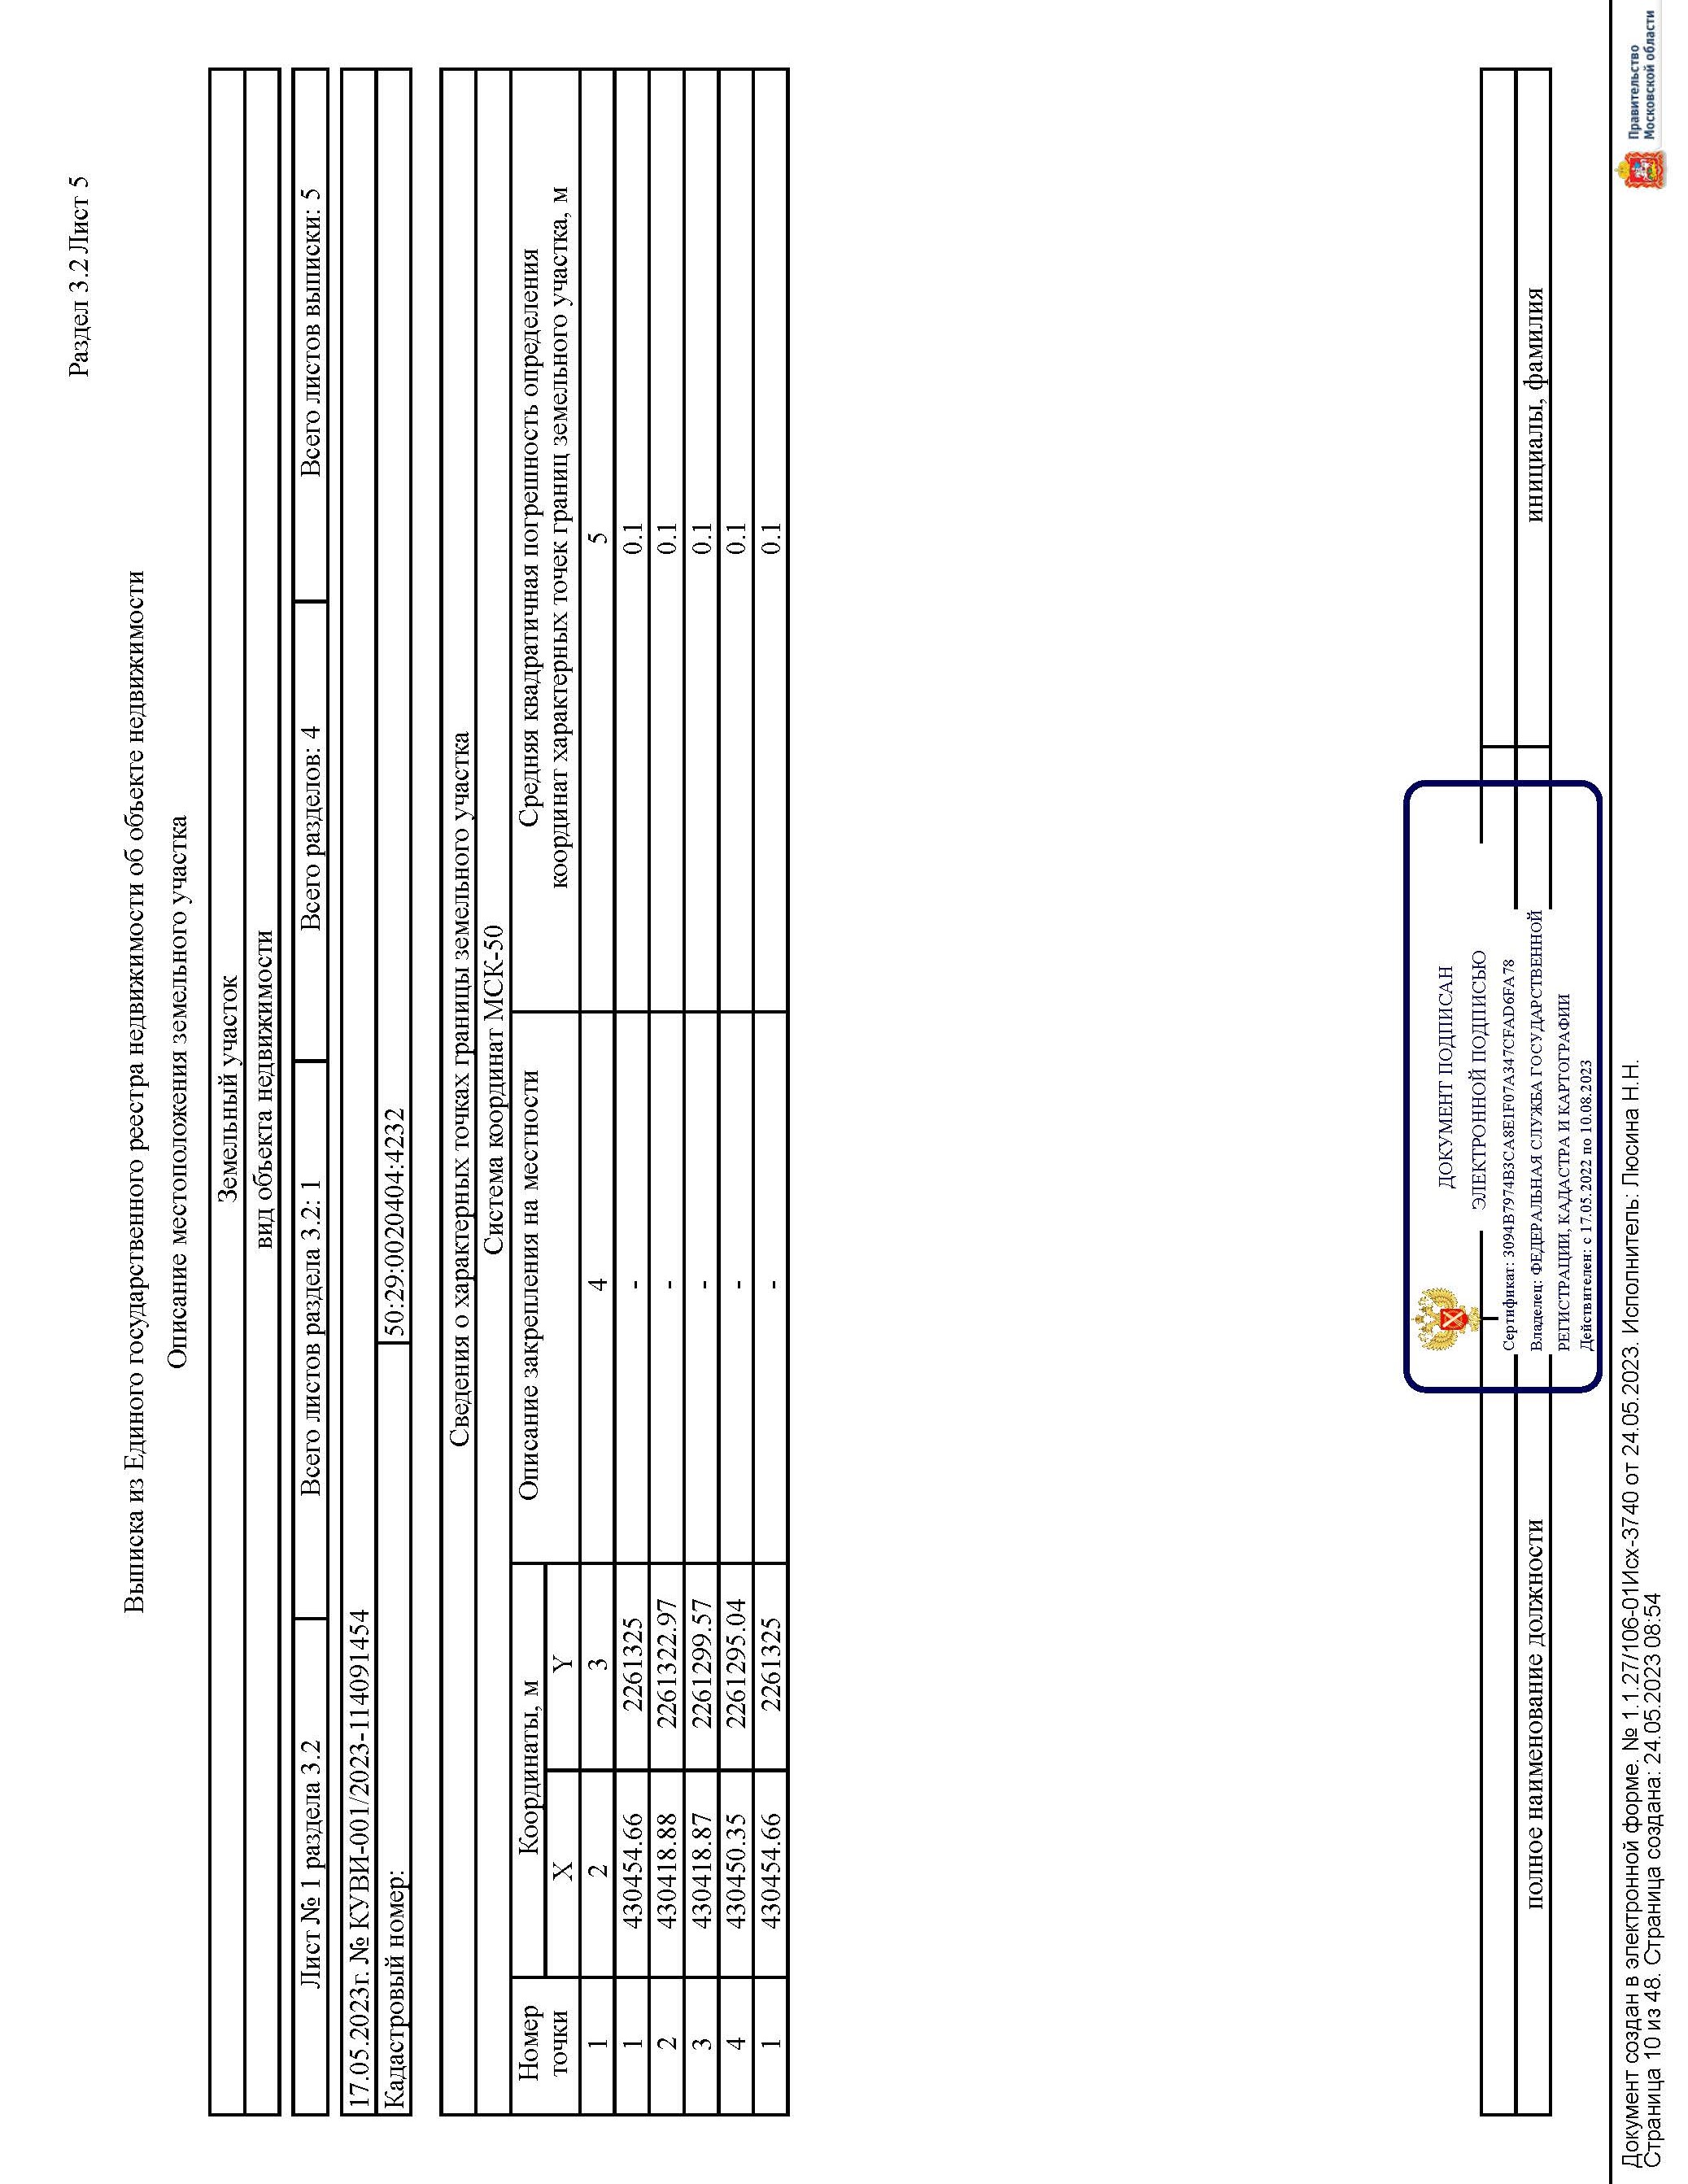 Раздел 3.2 Лист 5
Выписка из Единого государственного реестра недвижимости об объекте недвижимости
Описание местоположения земельного участка
Земельный участок
вид объекта недвижимости
Лист № 1 раздела 3.2 Всего листов раздела 3.2: 1 Всего разделов: 4 Всего листов выписки: 5
17.05.2023г. № КУВИ-001/2023-114091454
Кадастровый номер: 50:29:0020404:4232
Сведения о характерных точках границы земельного участка
Система координат МСК-50
Номер точки Координаты, м Описание закрепления на местности Средняя квадратичная погрешность определения
координат характерных точек границ земельного участка, м
X Y
1 2 3 4 5
1 430454.66 2261325 - 0.1
2 430418.88 2261322.97 - 0.1
3 430418.87 2261299.57 - 0.1
4 430450.35 2261295.04 - 0.1
1 430454.66 2261325 - 0.1
ДОКУМЕНТ ПОДПИСАН
ЭЛЕКТРОННОЙ ПОДПИСЬЮ
Сертификат: 3094B7974B3CA8E1F07A347CFAD6FA78
Владелец: ФЕДЕРАЛЬНАЯ СЛУЖБА ГОСУДАРСТВЕННОЙ
РЕГИСТРАЦИИ, КАДАСТРА И КАРТОГРАФИИ
Действителен: с 17.05.2022 по 10.08.2023
полное наименование должности инициалы, фамилия
Документ создан в электронной форме. № 1.1.27/106-01Исх-3740 от 24.05.2023. Исполнитель: Люсина Н.Н.
Страница 10 из 48. Страница создана: 24.05.2023 08:54
Правительство
Московской области